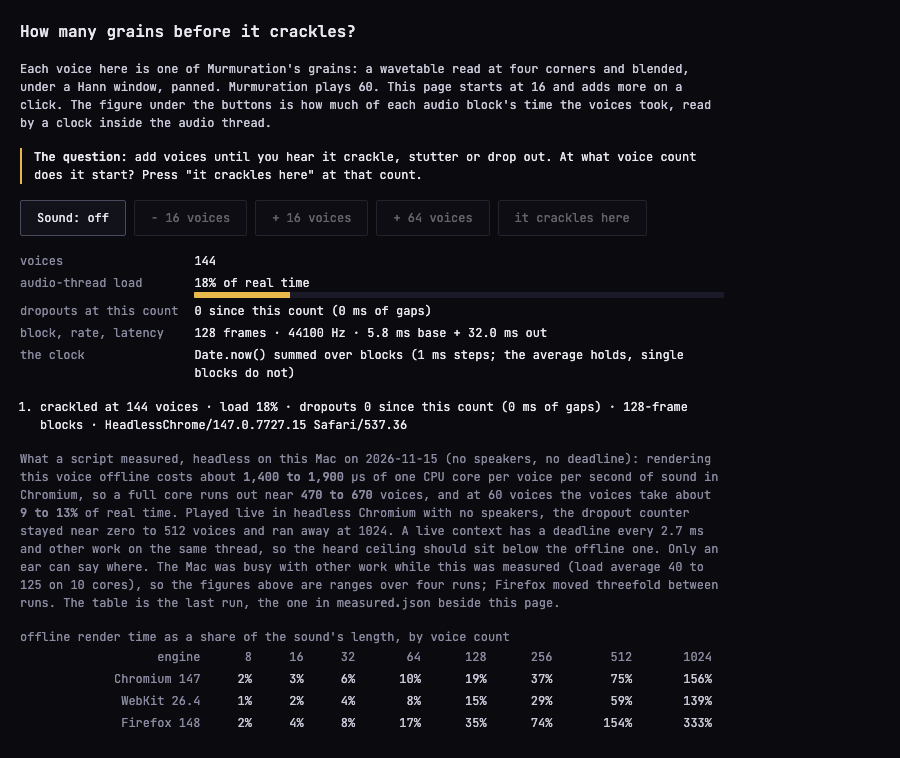 How many grains before it crackles?
Each voice here is one of Murmuration's grains: a wavetable read at four corners and blended,
under a Hann window, panned. Murmuration plays 60. This page starts at 16 and adds more on a
click. The figure under the buttons is how much of each audio block's time the voices took, read
by a clock inside the audio thread.
The question: add voices until you hear it crackle, stutter or drop out. At what voice count
does it start? Press "it crackles here" at that count.
Sound: off - 16 voices + 16 voices + 64 voices it crackles here
voices 144
audio-thread load 18% of real time
dropouts at this count 0 since this count (0 ms of gaps)
block, rate, latency 128 frames · 44100 Hz · 5.8 ms base + 32.0 ms out
the clock Date.now() summed over blocks (1 ms steps; the average holds, single
blocks do not)
1. crackled at 144 voices · load 18% · dropouts 0 since this count (0 ms of gaps) · 128-frame
blocks · HeadlessChrome/147.0.7727.15 Safari/537.36
What a script measured, headless on this Mac on 2026-11-15 (no speakers, no deadline): rendering
this voice offline costs about 1,400 to 1,900 µs of one CPU core per voice per second of sound in
Chromium, so a full core runs out near 470 to 670 voices, and at 60 voices the voices take about
9 to 13% of real time. Played live in headless Chromium with no speakers, the dropout counter
stayed near zero to 512 voices and ran away at 1024. A live context has a deadline every 2.7 ms
and other work on the same thread, so the heard ceiling should sit below the offline one. Only an
ear can say where. The Mac was busy with other work while this was measured (load average 40 to
125 on 10 cores), so the figures above are ranges over four runs; Firefox moved threefold between
runs. The table is the last run, the one in measured.json beside this page.
offline render time as a share of the sound's length, by voice count
engine 8 16 32 64 128 256 512 1024
Chromium 147 2% 3% 6% 10% 19% 37% 75% 156%
WebKit 26.4 1% 2% 4% 8% 15% 29% 59% 139%
Firefox 148 2% 4% 8% 17% 35% 74% 154% 333%